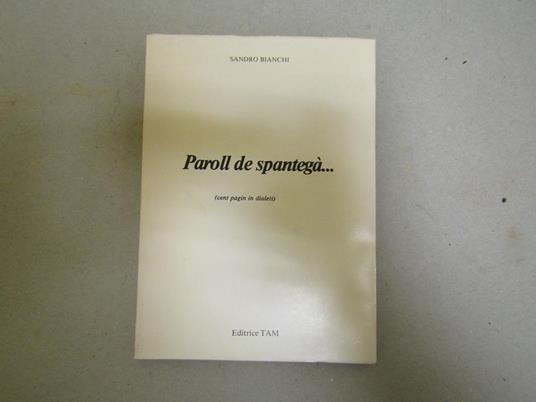 SANDRO BIANCHI
Paroll de spantegà...
(cent pagin in dialett)
Editrice TAM